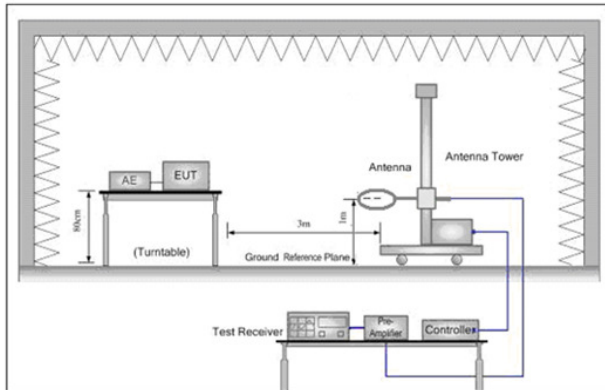 Antenna
Antenna Tower
AE
EUT
80cm
3m
1m
(Turntable)
Ground Reference Plane
Test Receiver
Pre-
Amplifier
Controller